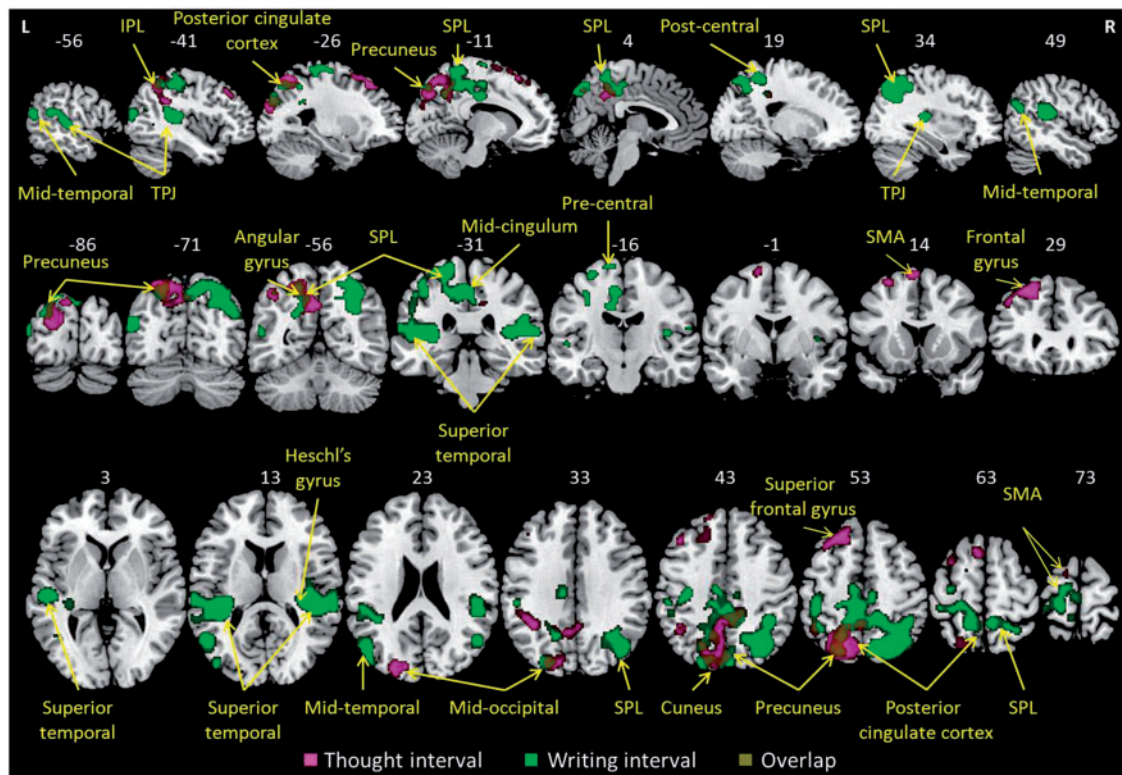 L
R
IPL
Posterior cingulate
cortex
Precuneus
SPL
SPL
Post-central
SPL
-56
-41
-26
-11
4
19
34
49
Mid-temporal
TPJ
TPJ
Mid-temporal
Pre-central
Precuneus
Angular
gyrus
SPL
Mid-cingulum
SMA
Frontal
gyrus
-86
-71
-56
-31
-16
-1
14
29
Superior
temporal
Heschl's
gyrus
Superior
frontal gyrus
SMA
3
13
23
33
43
53
63
73
Superior
temporal
Superior
temporal
Mid-temporal
Mid-occipital
SPL
Cuneus
Precuneus
Posterior
cingulate cortex
SPL
Thought interval
Writing interval
Overlap